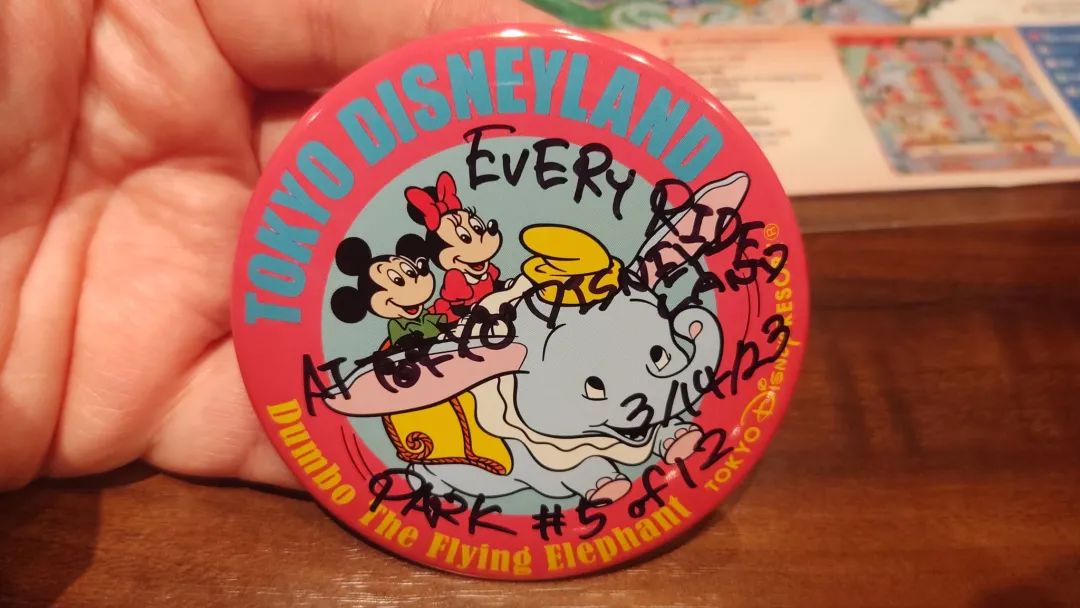 TOKYO DISNEYLAND
EVERY RIDE
AT TOKYO DISNEYLAND
3/14/23
PARK #5 of 12
Dumbo The Flying Elephant
TOKYO Disney RESORT®